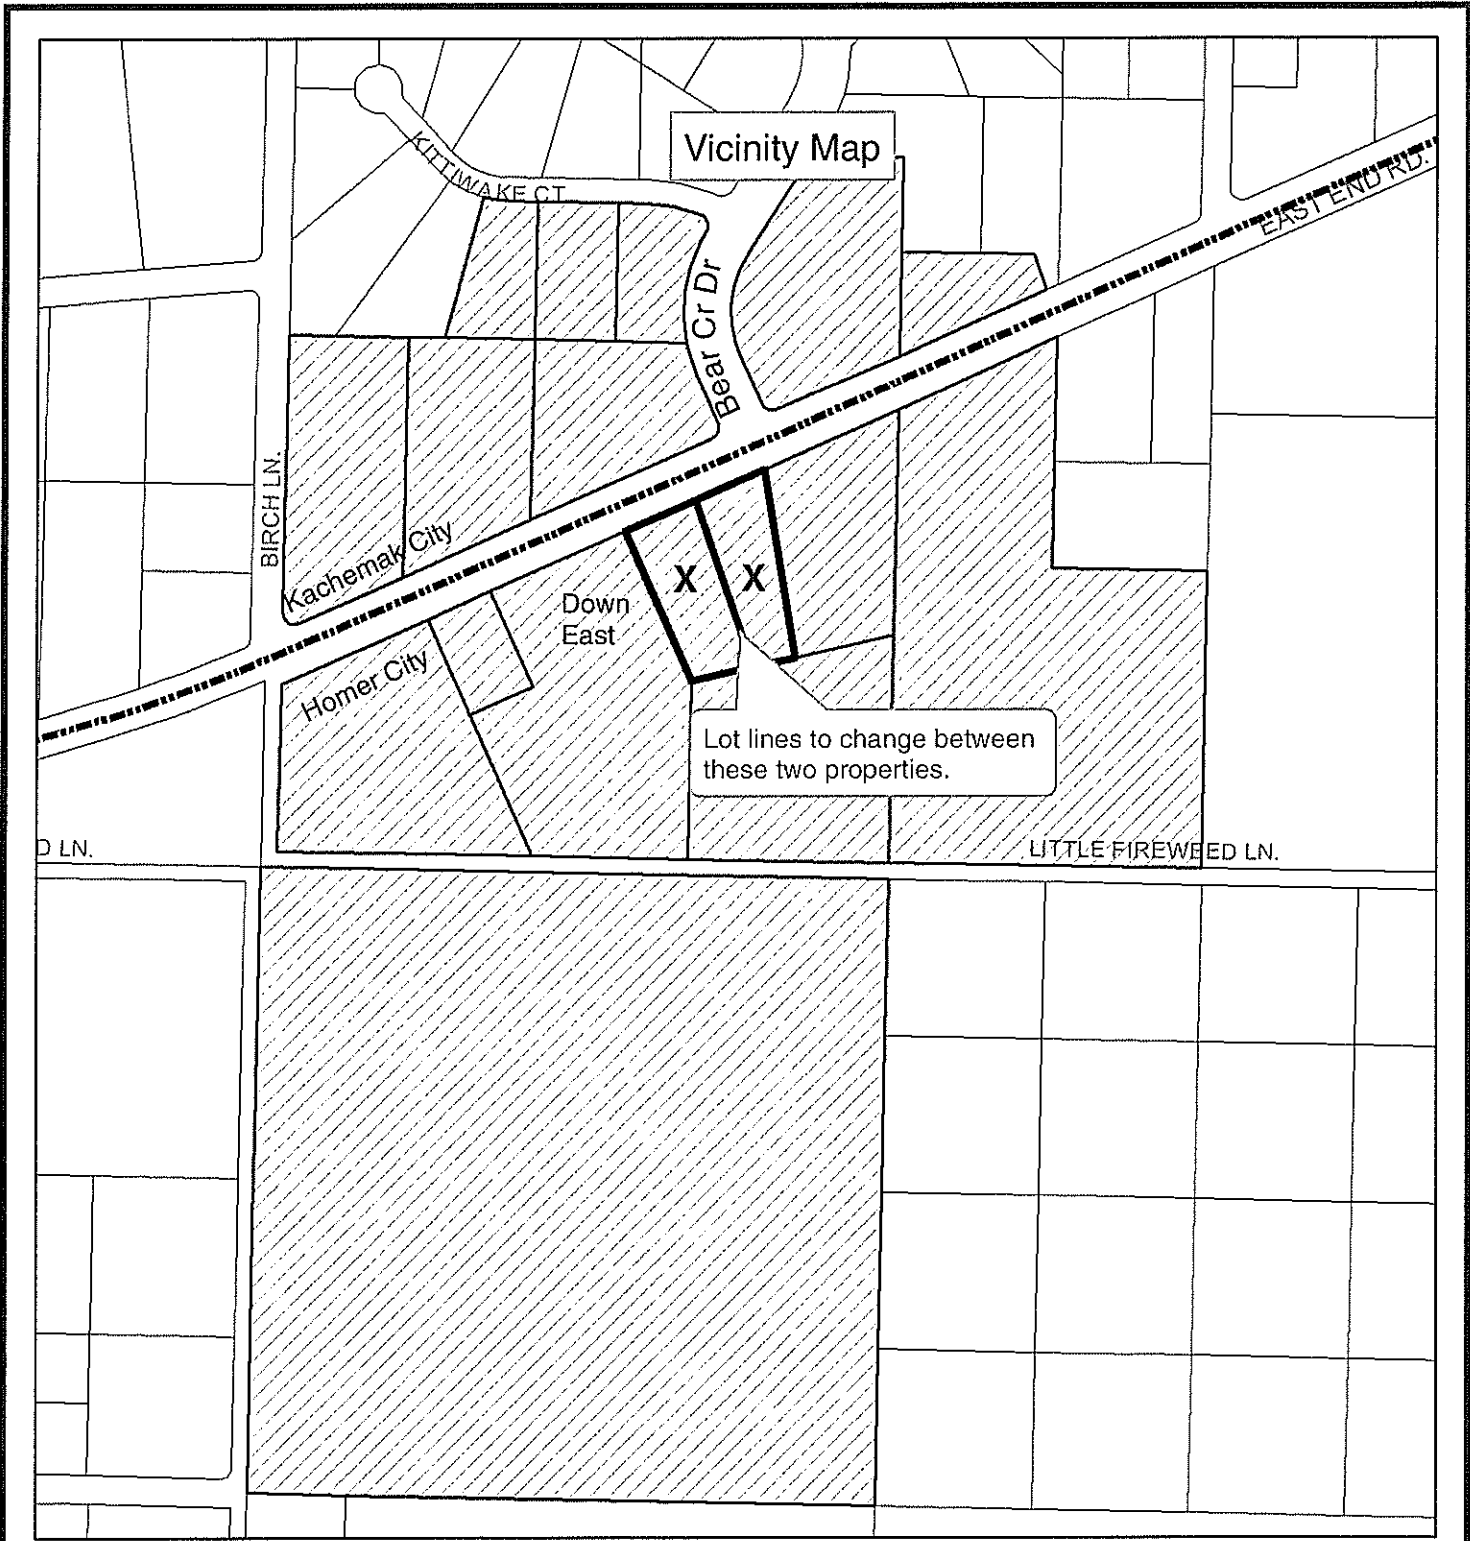 Vicinity Map
KITTIWAKE CT
EAST END RD.
Bear Cr Dr
BIRCH LN.
Kachemak City
Homer City
Down
East
X
X
Lot lines to change between
these two properties.
D LN.
LITTLE FIREWEED LN.